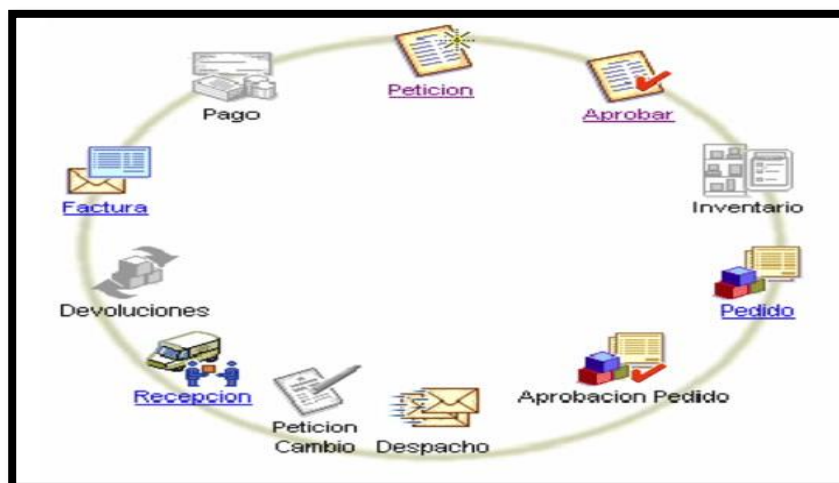 Peticion
Aprobar
Inventario
Pedido
Aprobacion Pedido
Despacho
Peticion
Cambio
Recepcion
Devoluciones
Factura
Pago